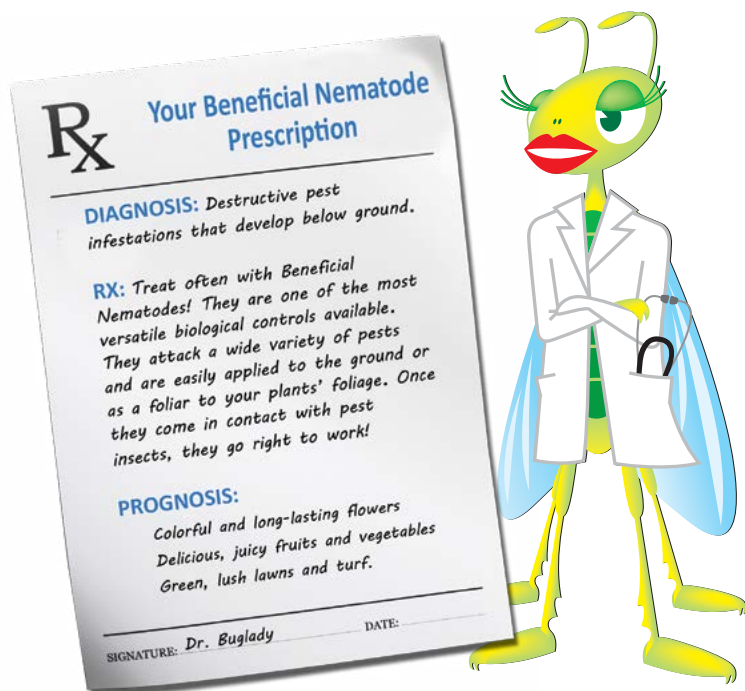 Rx
Your Beneficial Nematode
Prescription
DIAGNOSIS: Destructive pest
infestations that develop below ground.
RX: Treat often with Beneficial
Nematodes! They are one of the most
versatile biological controls available.
They attack a wide variety of pests
and are easily applied to the ground or
as a foliar to your plants’ foliage. Once
they come in contact with pest
insects, they go right to work!
PROGNOSIS:
Colorful and long-lasting flowers
Delicious, juicy fruits and vegetables
Green, lush lawns and turf.
SIGNATURE: Dr. Buglady DATE: